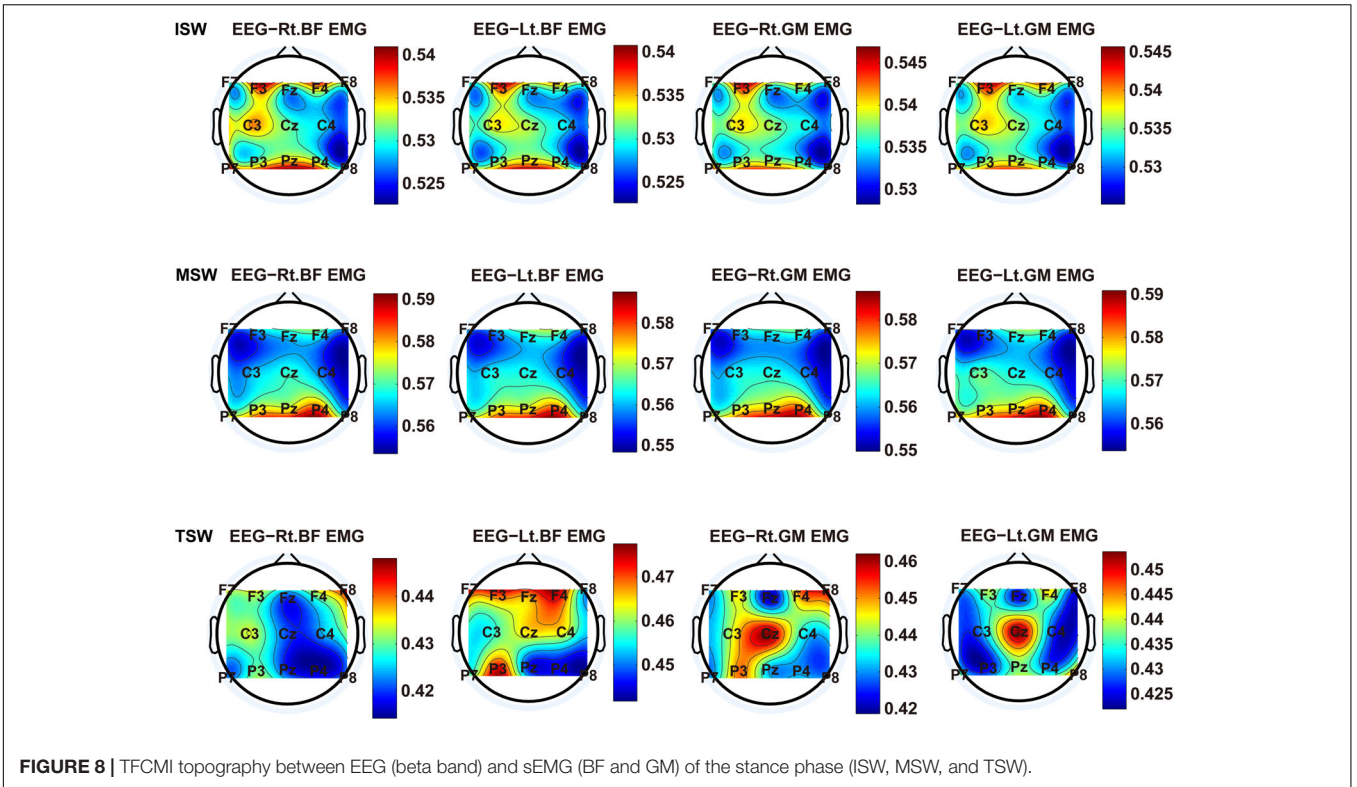 ISW EEG–Rt.BF EMG EEG–Lt.BF EMG EEG–Rt.GM EMG EEG–Lt.GM EMG
F7 F3 Fz F4 F8 0.54 F7 F3 Fz F4 F8 0.54 F7 F3 Fz F4 F8 0.545 F7 F3 Fz F4 F8 0.545
0.535 0.535 0.54 0.54
C3 Cz C4 0.53 C3 Cz C4 0.53 C3 Cz C4 0.535 C3 Cz C4 0.535
P7 P3 Pz P4 P8 0.525 P7 P3 Pz P4 P8 0.525 P7 P3 Pz P4 P8 0.53 P7 P3 Pz P4 P8 0.53
MSW EEG–Rt.BF EMG EEG–Lt.BF EMG EEG–Rt.GM EMG EEG–Lt.GM EMG
F7 F3 Fz F4 F8 0.59 F7 F3 Fz F4 F8 0.58 F7 F3 Fz F4 F8 0.58 F7 F3 Fz F4 F8 0.59
0.58 0.57 0.57 0.58
C3 Cz C4 0.57 C3 Cz C4 0.56 C3 Cz C4 0.56 C3 Cz C4 0.57
P7 P3 Pz P4 P8 0.56 P7 P3 Pz P4 P8 0.55 P7 P3 Pz P4 P8 0.55 P7 P3 Pz P4 P8 0.56
TSW EEG–Rt.BF EMG EEG–Lt.BF EMG EEG–Rt.GM EMG EEG–Lt.GM EMG
F7 F3 Fz F4 F8 0.44 F7 F3 Fz F4 F8 0.47 F7 F3 Fz F4 F8 0.46 F7 F3 Fz F4 F8 0.45
0.45 0.445
C3 Cz C4 0.43 C3 Cz C4 0.46 C3 Cz C4 0.44 C3 Cz C4 0.44
0.435
P7 P3 Pz P4 P8 0.42 P7 P3 Pz P4 P8 0.45 P7 P3 Pz P4 P8 0.43 P7 P3 Pz P4 P8 0.43
0.42 0.425
FIGURE 8 | TFCMI topography between EEG (beta band) and sEMG (BF and GM) of the stance phase (ISW, MSW, and TSW).